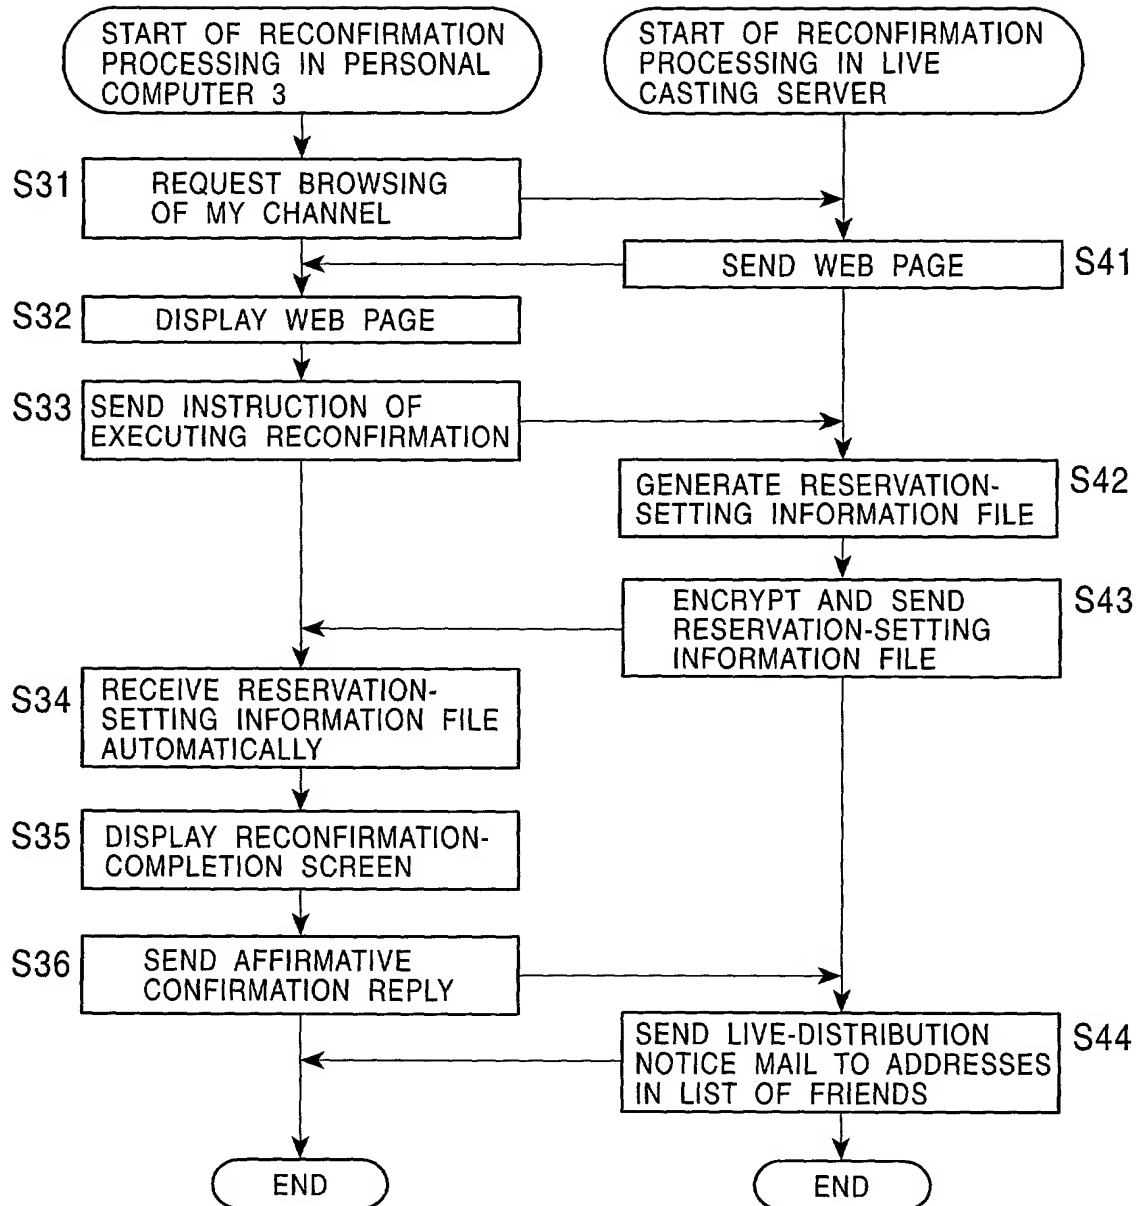 START OF RECONFIRMATION
PROCESSING IN PERSONAL
COMPUTER 3
START OF RECONFIRMATION
PROCESSING IN LIVE
CASTING SERVER
S31
REQUEST BROWSING
OF MY CHANNEL
SEND WEB PAGE
S41
S32
DISPLAY WEB PAGE
S33
SEND INSTRUCTION OF
EXECUTING RECONFIRMATION
GENERATE RESERVATION-
SETTING INFORMATION FILE
S42
ENCRYPT AND SEND
RESERVATION-SETTING
INFORMATION FILE
S43
S34
RECEIVE RESERVATION-
SETTING INFORMATION FILE
AUTOMATICALLY
S35
DISPLAY RECONFIRMATION-
COMPLETION SCREEN
S36
SEND AFFIRMATIVE
CONFIRMATION REPLY
SEND LIVE-DISTRIBUTION
NOTICE MAIL TO ADDRESSES
IN LIST OF FRIENDS
S44
END
END